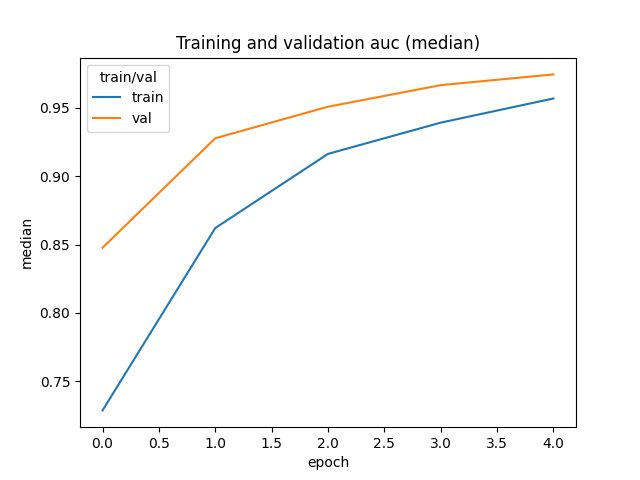 Training and validation auc (median)
train/val
train
val
0.95
0.90
0.85
0.80
0.75
median
0.0 0.5 1.0 1.5 2.0 2.5 3.0 3.5 4.0
epoch